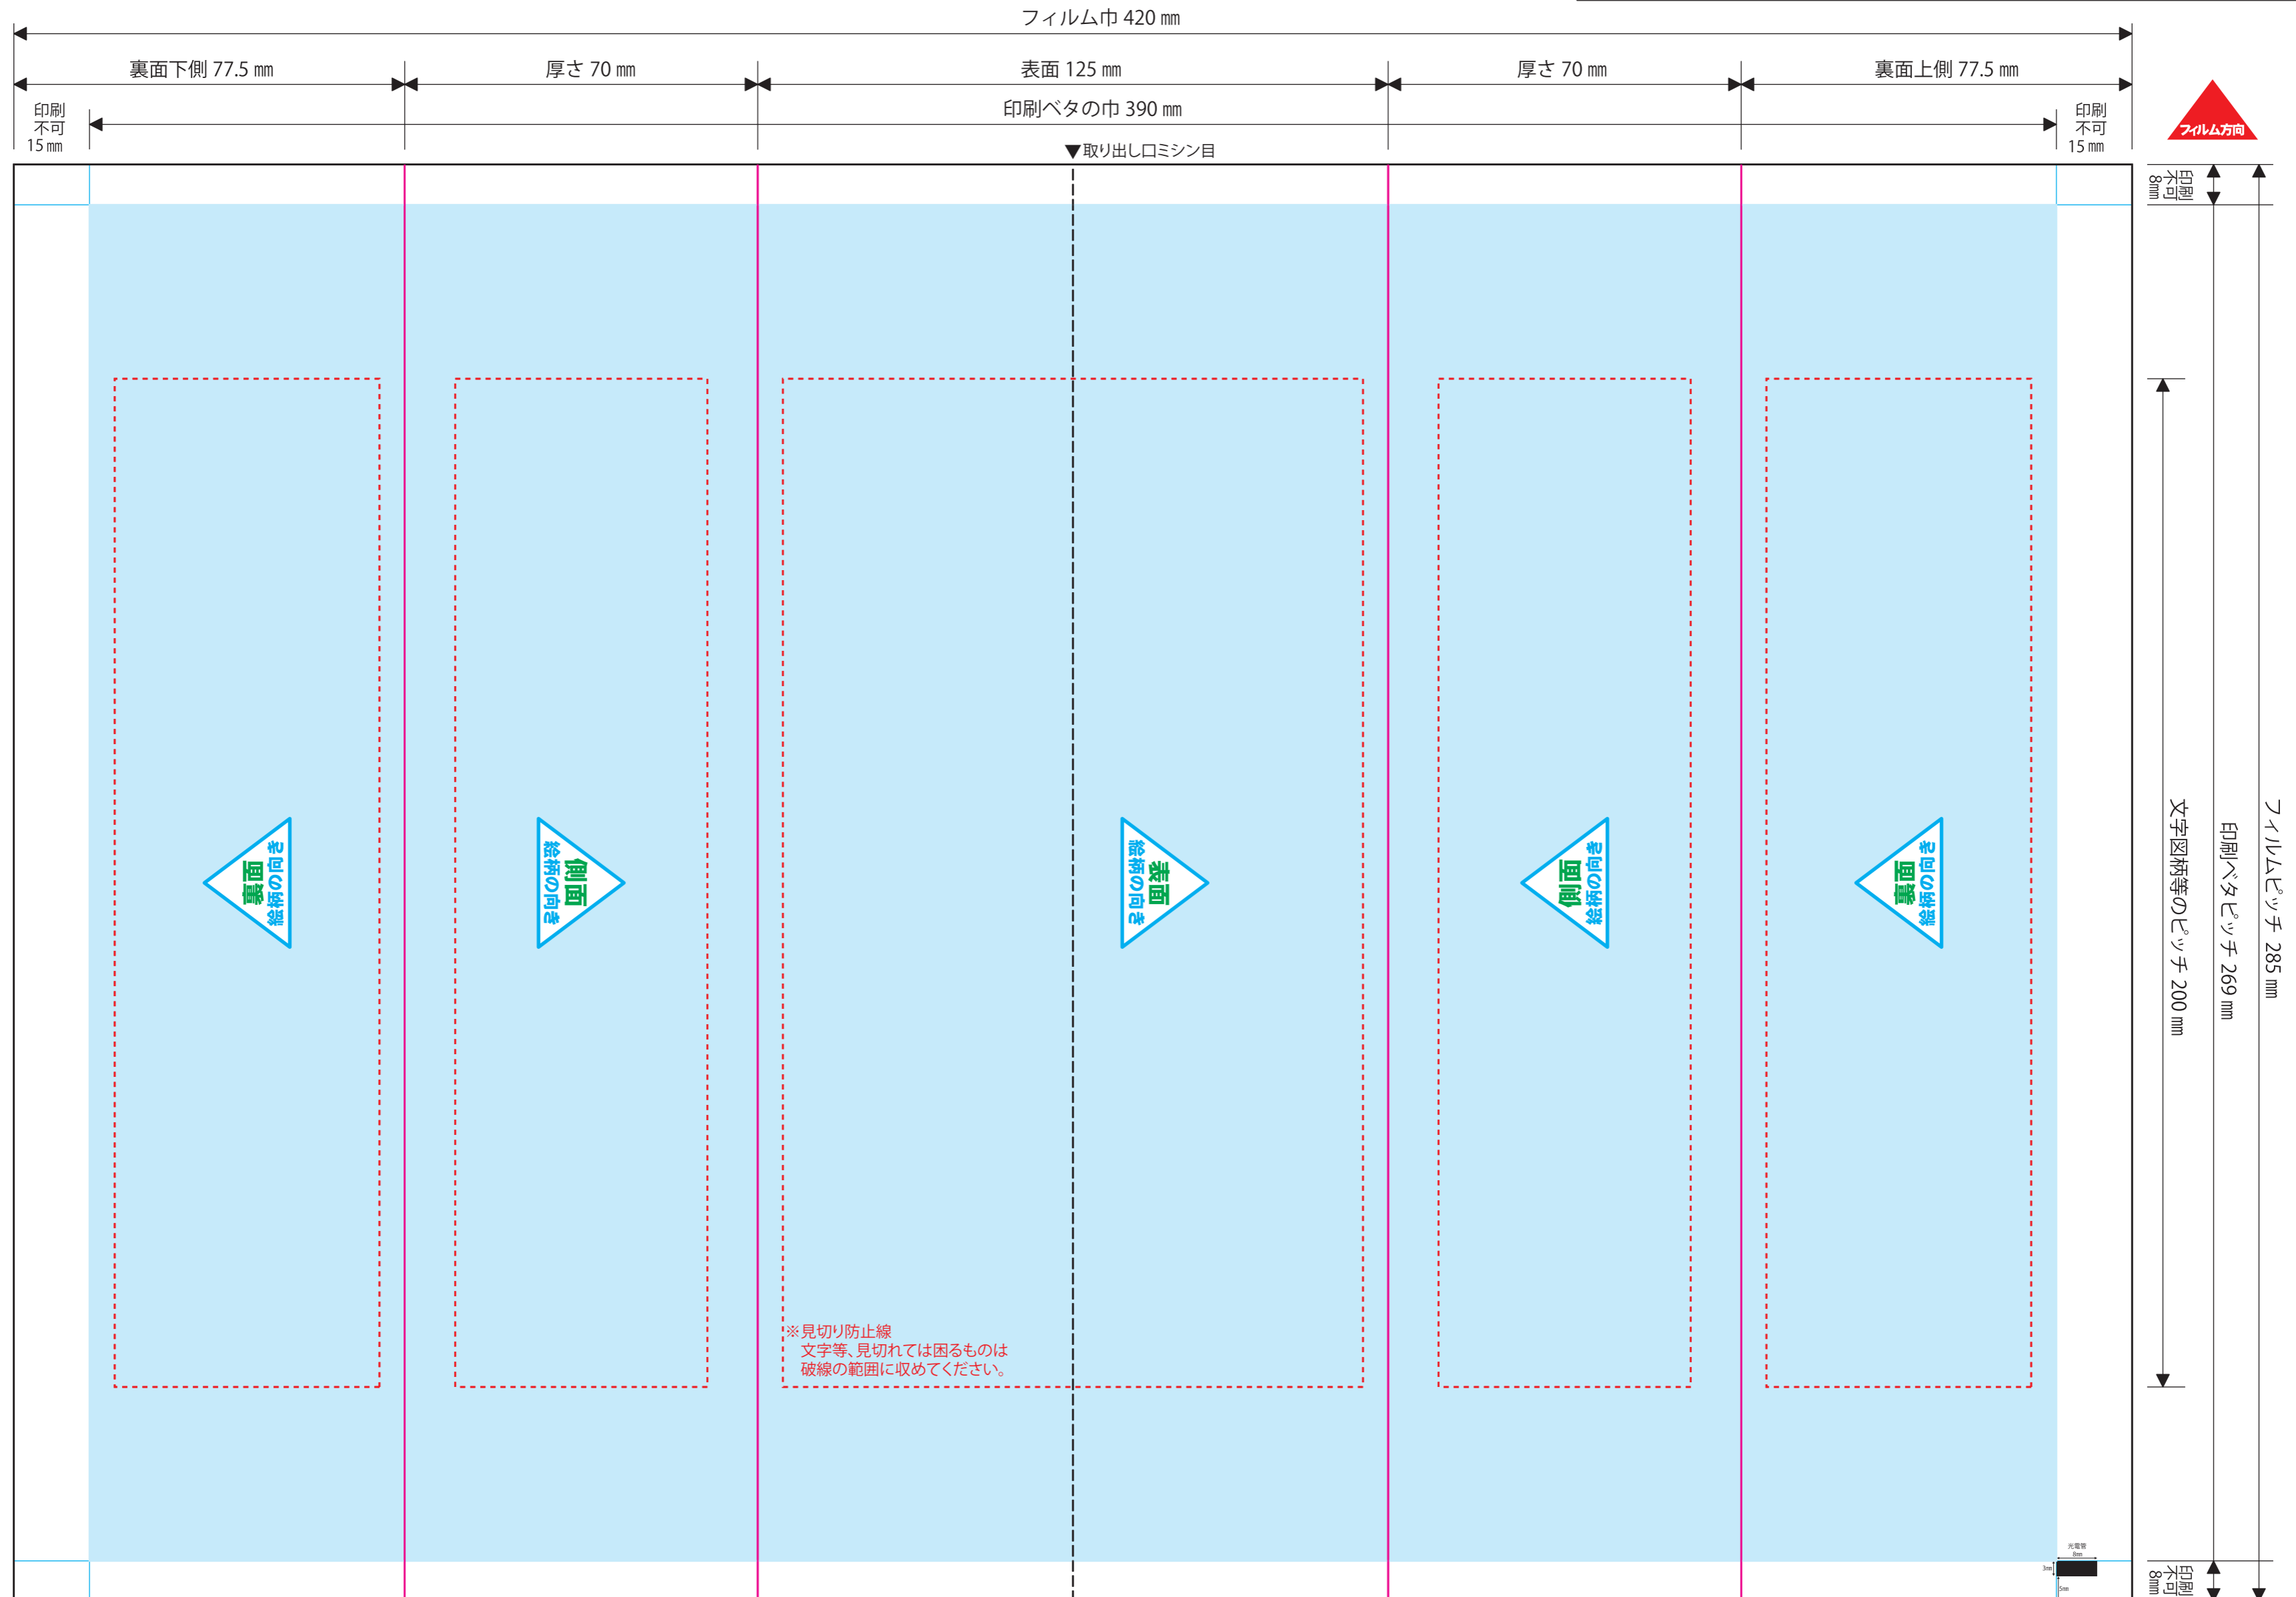 フィルム巾 420 ㎜
裏面下側 77.5 ㎜
厚さ 70 ㎜
表面 125 ㎜
厚さ 70 ㎜
裏面上側 77.5 ㎜
印刷
不可
15 ㎜
印刷ベタの巾 390 ㎜
印刷
不可
15 ㎜
フィルム方向
▼取り出し口ミシン目
印刷
不可
8㎜
裏面
絵柄の向き
側面
絵柄の向き
表面
絵柄の向き
側面
絵柄の向き
裏面
絵柄の向き
文字図柄等のピッチ 200 ㎜
印刷ベタピッチ 269 ㎜
フィルムピッチ 285 ㎜
※見切り防止線
文字等、見切れては困るものは
破線の範囲に収めてください。
光電管
8㎜
3㎜
5㎜
印刷
不可
8㎜